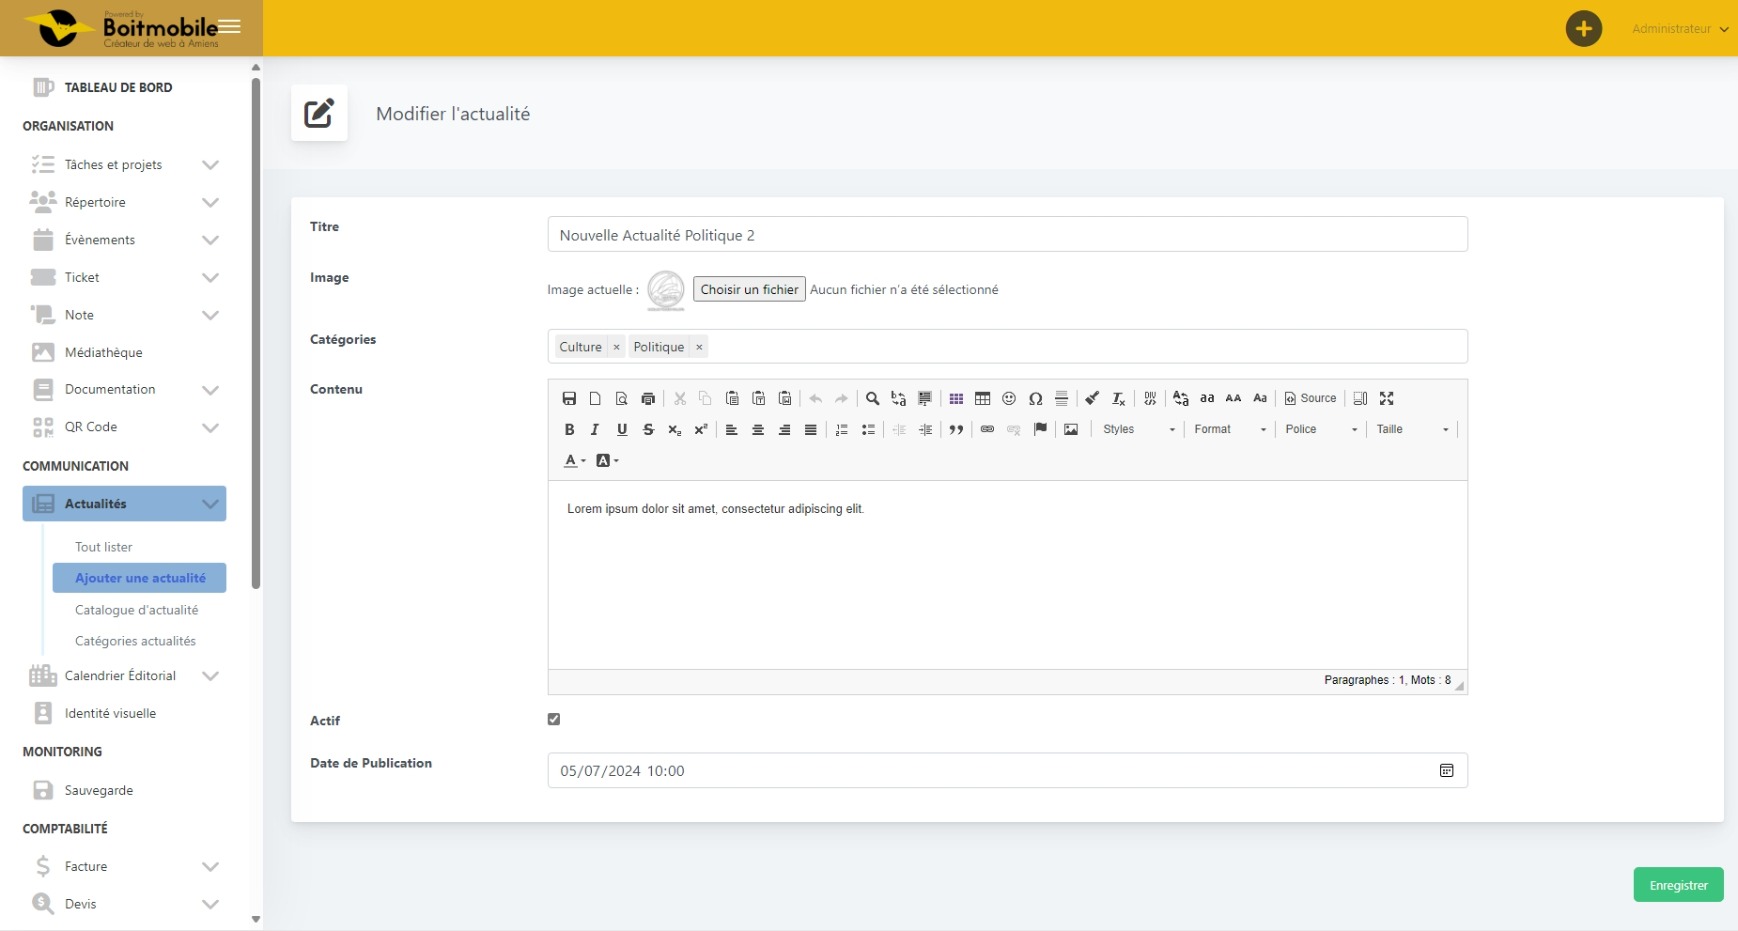 Powered by
Boitmobile
Créateur de web à Amiens
Administrateur
TABLEAU DE BORD
ORGANISATION
Tâches et projets
Répertoire
Évènements
Ticket
Note
Médiathèque
Documentation
QR Code
COMMUNICATION
Actualités
Tout lister
Ajouter une actualité
Catalogue d'actualité
Catégories actualités
Calendrier Éditorial
Identité visuelle
MONITORING
Sauvegarde
COMPTABILITÉ
Facture
Devis
Modifier l'actualité
Titre
Nouvelle Actualité Politique 2
Image
Image actuelle : Choisir un fichier Aucun fichier n'a été sélectionné
Catégories
Culture × Politique ×
Contenu
Source
Styles Format Police Taille
Lorem ipsum dolor sit amet, consectetur adipiscing elit.
Paragraphes : 1, Mots : 8
Actif
Date de Publication
05/07/2024 10:00
Enregistrer